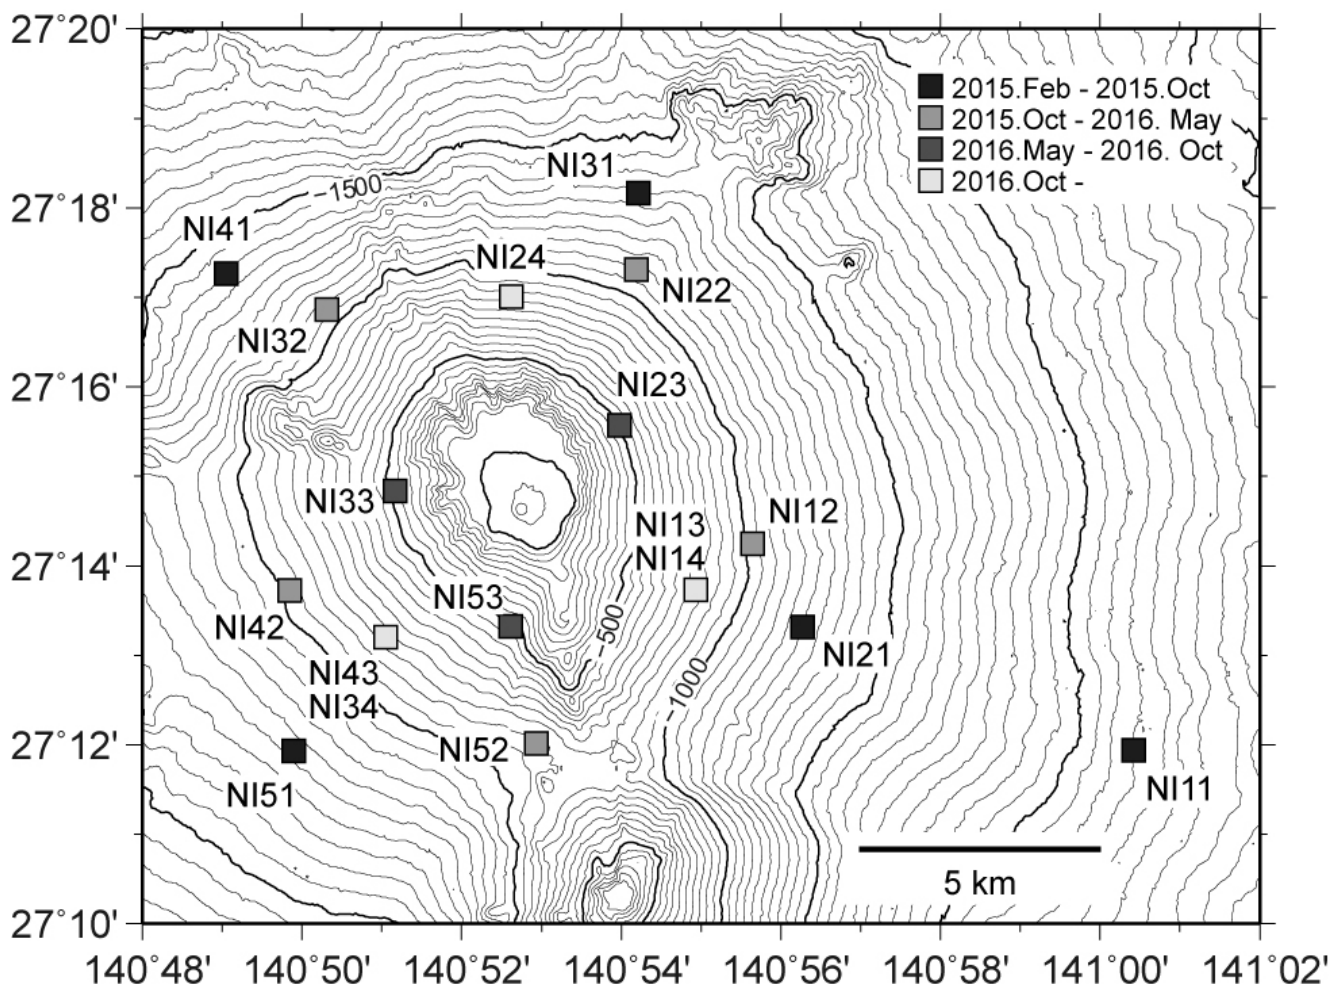 27°20'
2015.Feb - 2015.Oct
2015.Oct - 2016. May
2016.May - 2016. Oct
2016.Oct -
NI31
-1500
27°18'
NI41
NI24
NI22
NI32
27°16'
NI23
NI33
NI12
NI13
NI14
27°14'
NI53
-500
NI42
NI21
NI43
-1000
NI34
27°12'
NI52
NI51
NI11
5 km
27°10'
140°48' 140°50' 140°52' 140°54' 140°56' 140°58' 141°00' 141°02'